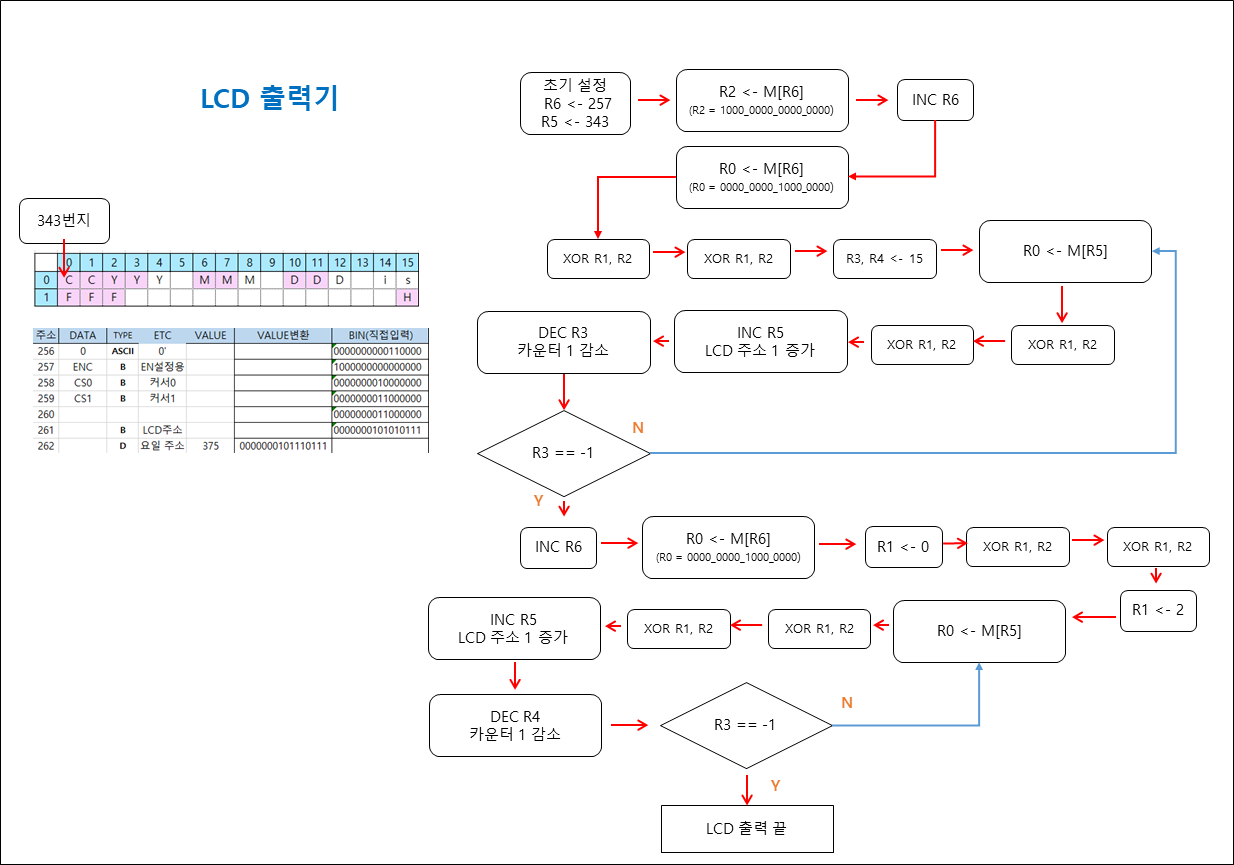 LCD 출력기
초기 설정
R6 <- 257
R5 <- 343
R2 <- M[R6]
(R2 = 1000_0000_0000_0000)
INC R6
R0 <- M[R6]
(R0 = 0000_0000_1000_0000)
XOR R1, R2
XOR R1, R2
R3, R4 <- 15
R0 <- M[R5]
XOR R1, R2
XOR R1, R2
INC R5
LCD 주소 1 증가
DEC R3
카운터 1 감소
R3 == -1
N
Y
INC R6
R0 <- M[R6]
(R0 = 0000_0000_1000_0000)
R1 <- 0
XOR R1, R2
XOR R1, R2
R1 <- 2
R0 <- M[R5]
XOR R1, R2
XOR R1, R2
INC R5
LCD 주소 1 증가
DEC R4
카운터 1 감소
R3 == -1
N
Y
LCD 출력 끝
343번지
0 1 2 3 4 5 6 7 8 9 10 11 12 13 14 15
0 C C Y Y Y M M M D D D i s
1 F F F H
주소 DATA TYPE ETC VALUE VALUE변환 BIN(직접입력)
256 0 ASCII 0' 0000000000110000
257 ENC B EN설정용 1000000000000000
258 CS0 B 커서0 0000000010000000
259 CS1 B 커서1 0000000011000000
260 0000000011000000
261 B LCD주소 0000000101010111
262 D 요일 주소 375 0000000101110111